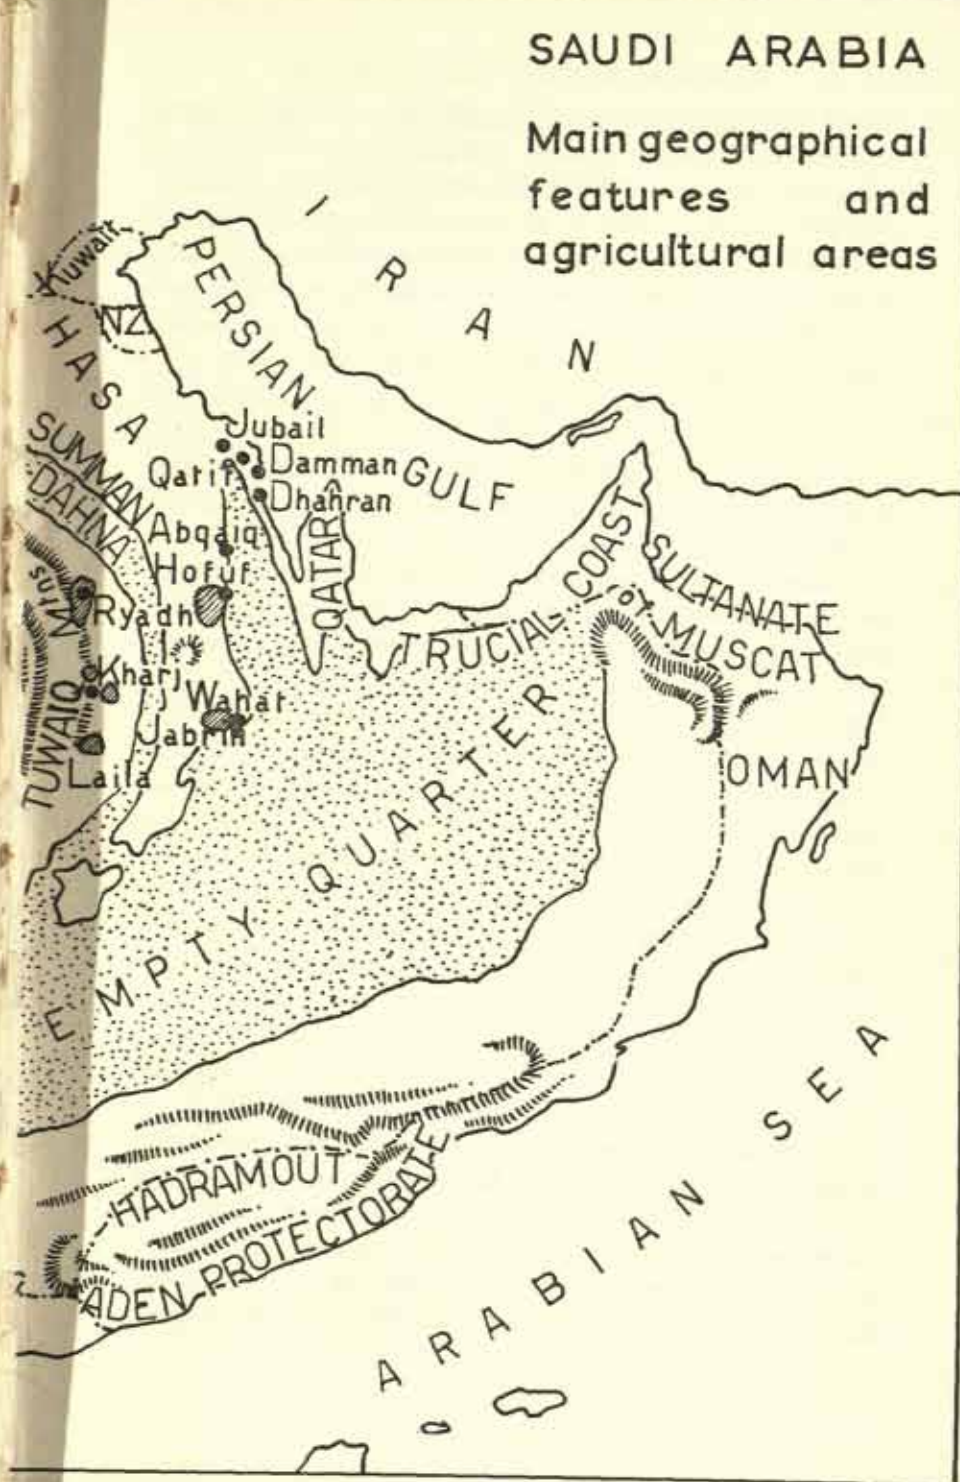 SAUDI ARABIA
Main geographical
features and
agricultural areas
IRAN
Kuwait
NZ
PERSIAN
GULF
HASA
SUMMAN
DAHNA
Jubail
Qatif
Damman
Dhahran
Abqaiq
Hofuf
QATAR
TRUCIAL COAST
SULTANATE
of
MUSCAT
OMAN
Ryadh
Kharj
Wahat
Jabrin
Laila
TUWAIQ MTS
EMPTY QUARTER
HADRAMOUT
ADEN PROTECTORATE
ARABIAN SEA